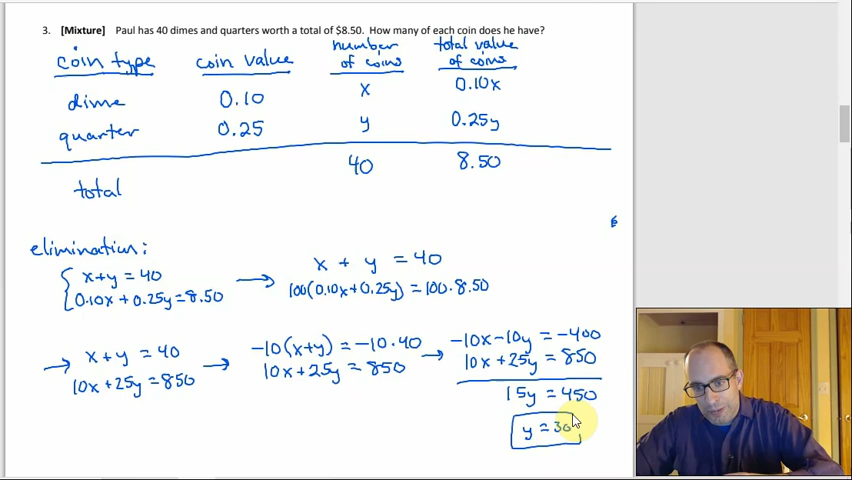 3. [Mixture] Paul has 40 dimes and quarters worth a total of $8.50. How many of each coin does he have?
coin type coin value number of coins total value of coins
dime 0.10 x 0.10x
quarter 0.25 y 0.25y
40 8.50
total
elimination:
x+y = 40 → x + y = 40
0.10x + 0.25y = 8.50 100(0.10x+0.25y) = 100·8.50
→ x + y = 40 → -10(x+y) = -10·40 → -10x-10y = -400
10x+25y = 850 10x+25y = 850 10x+25y = 850
15y = 450
y = 30